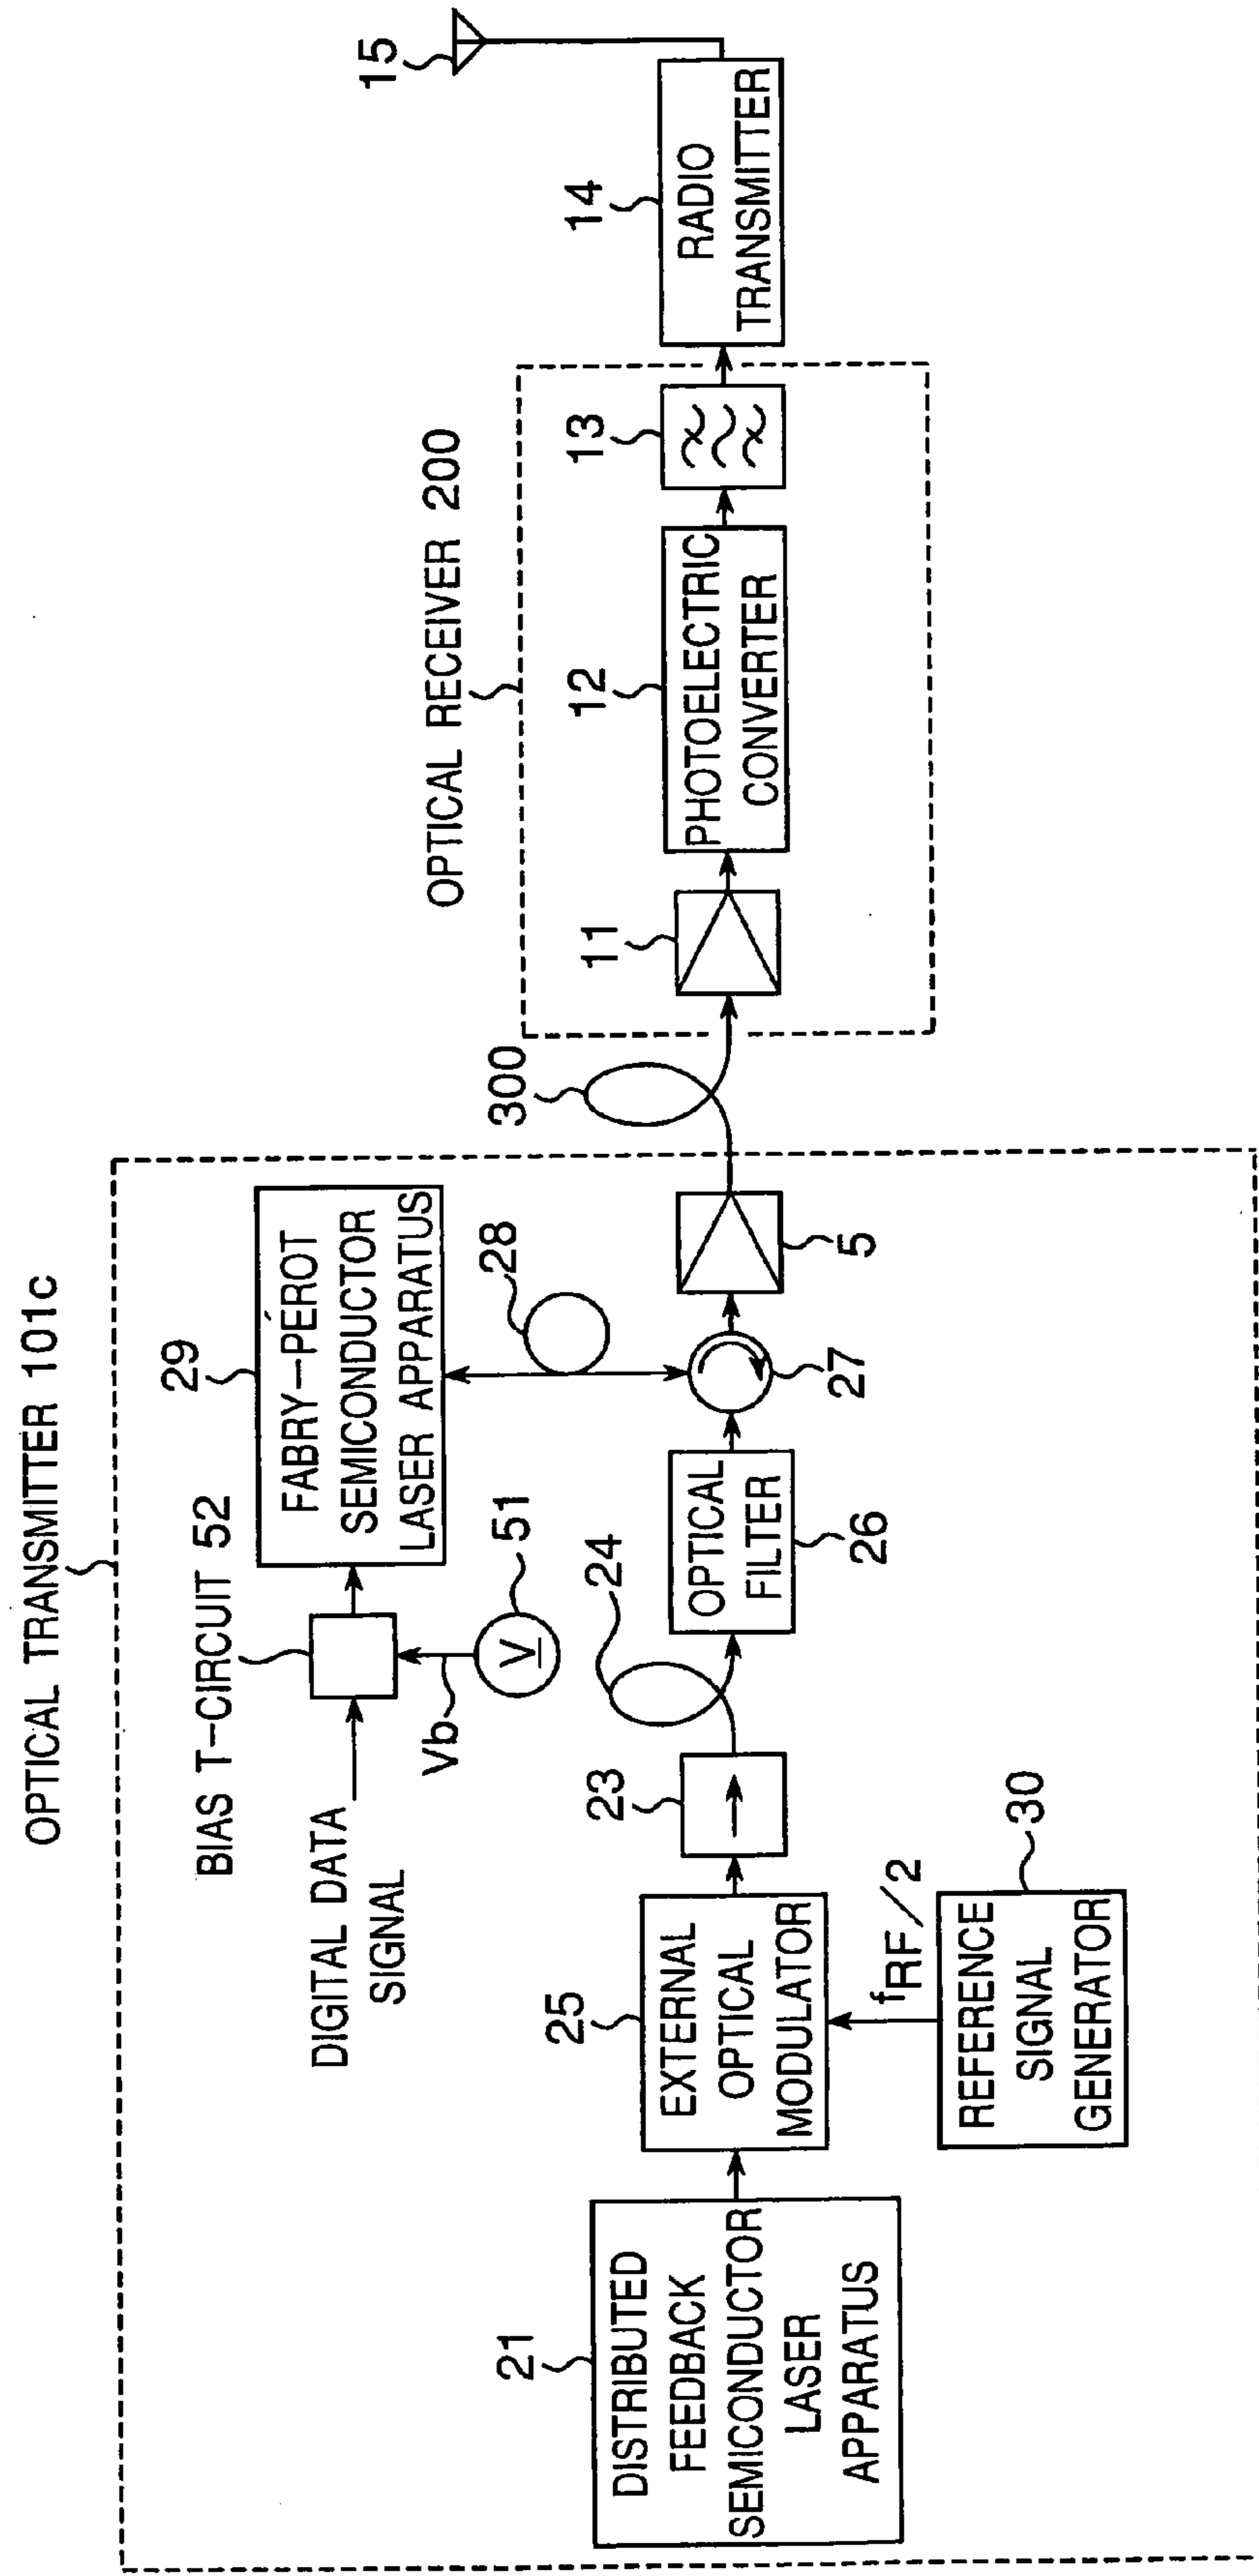 OPTICAL TRANSMITTER 101c
BIAS T-CIRCUIT 52
29
FABRY-PÉROT
SEMICONDUCTOR
LASER APPARATUS
DIGITAL DATA
SIGNAL
Vb
V
51
28
21
DISTRIBUTED
FEEDBACK
SEMICONDUCTOR
LASER
APPARATUS
25
EXTERNAL
OPTICAL
MODULATOR
fRF/2
30
REFERENCE
SIGNAL
GENERATOR
23
24
OPTICAL
FILTER
26
27
5
300
OPTICAL RECEIVER 200
11
12
PHOTOELECTRIC
CONVERTER
13
14
RADIO
TRANSMITTER
15